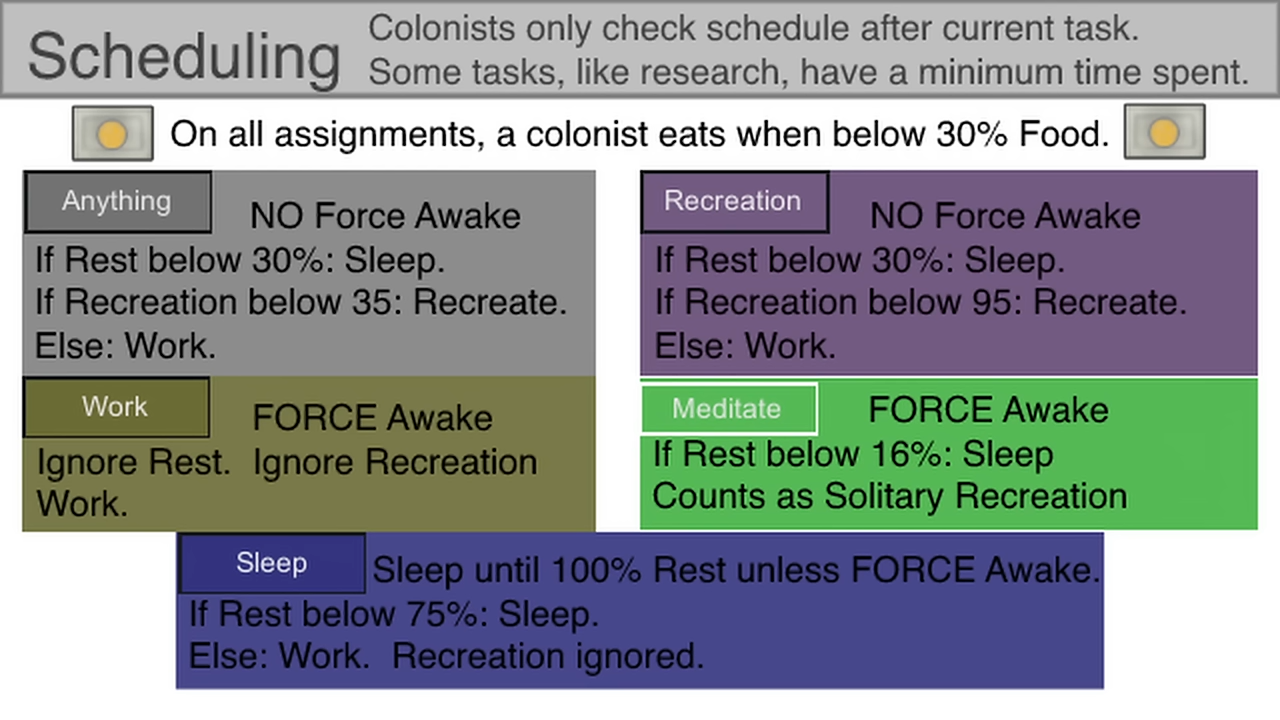 Scheduling
Colonists only check schedule after current task.
Some tasks, like research, have a minimum time spent.
On all assignments, a colonist eats when below 30% Food.
Anything
NO Force Awake
If Rest below 30%: Sleep.
If Recreation below 35: Recreate.
Else: Work.
Recreation
NO Force Awake
If Rest below 30%: Sleep.
If Recreation below 95: Recreate.
Else: Work.
Work
FORCE Awake
Ignore Rest.  Ignore Recreation
Work.
Meditate
FORCE Awake
If Rest below 16%: Sleep
Counts as Solitary Recreation
Sleep
Sleep until 100% Rest unless FORCE Awake.
If Rest below 75%: Sleep.
Else: Work.  Recreation ignored.